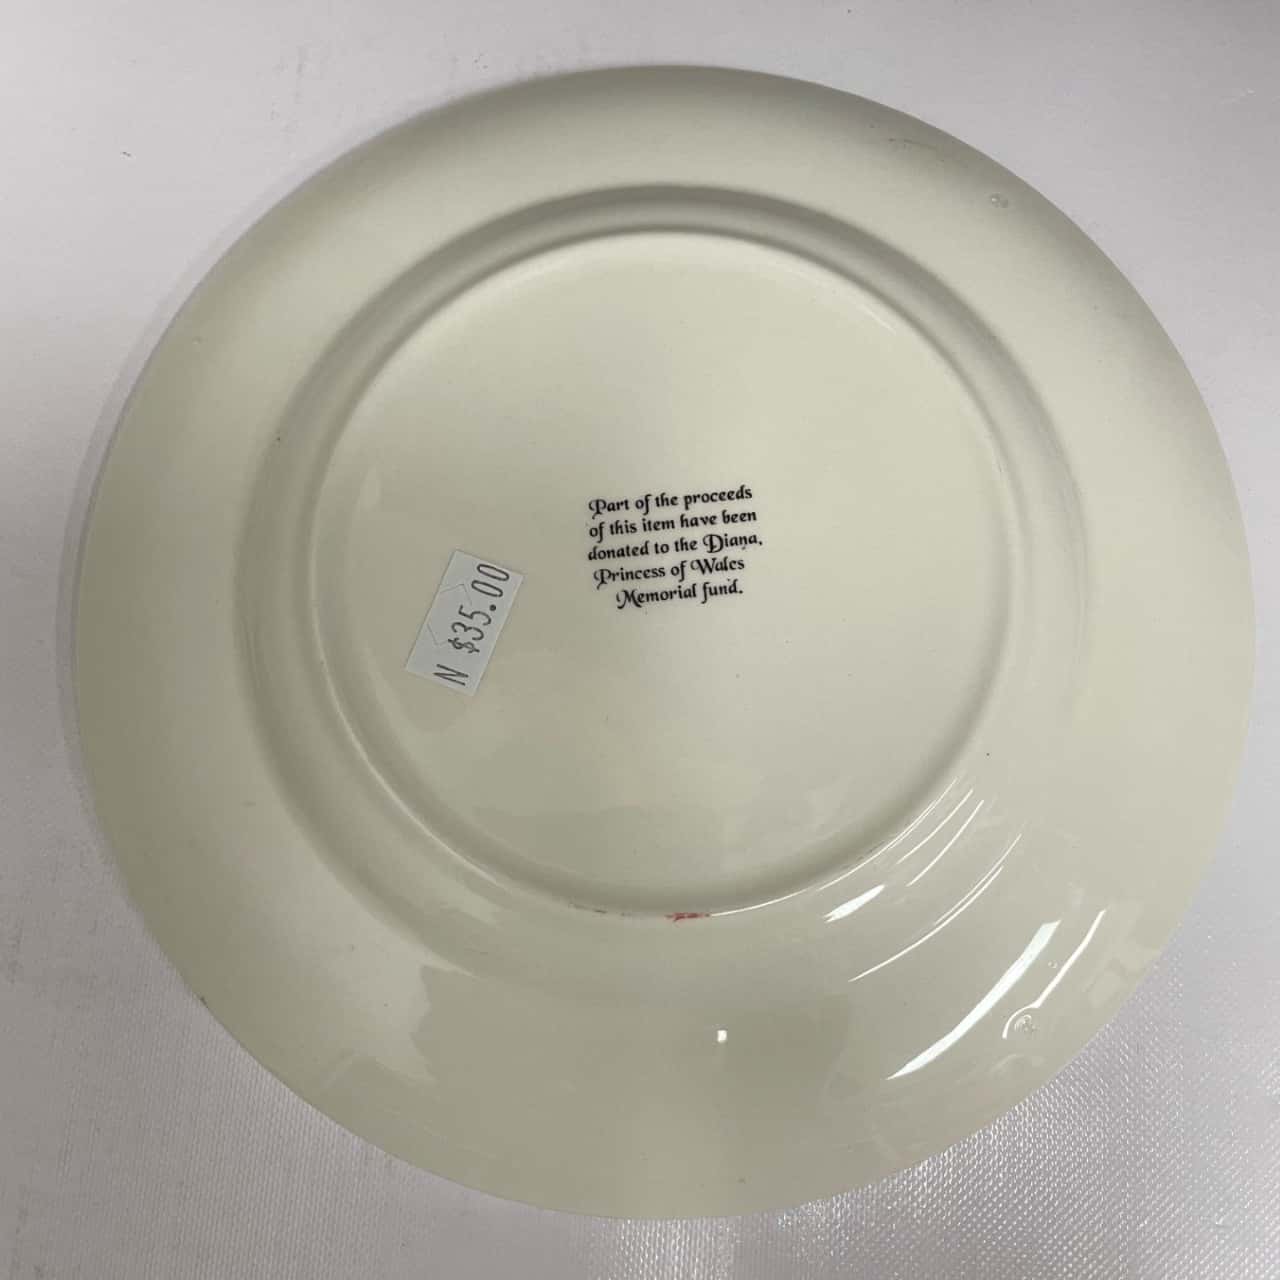 Part of the proceeds
of this item have been
donated to the Diana,
Princess of Wales
Memorial fund.
N $35.00